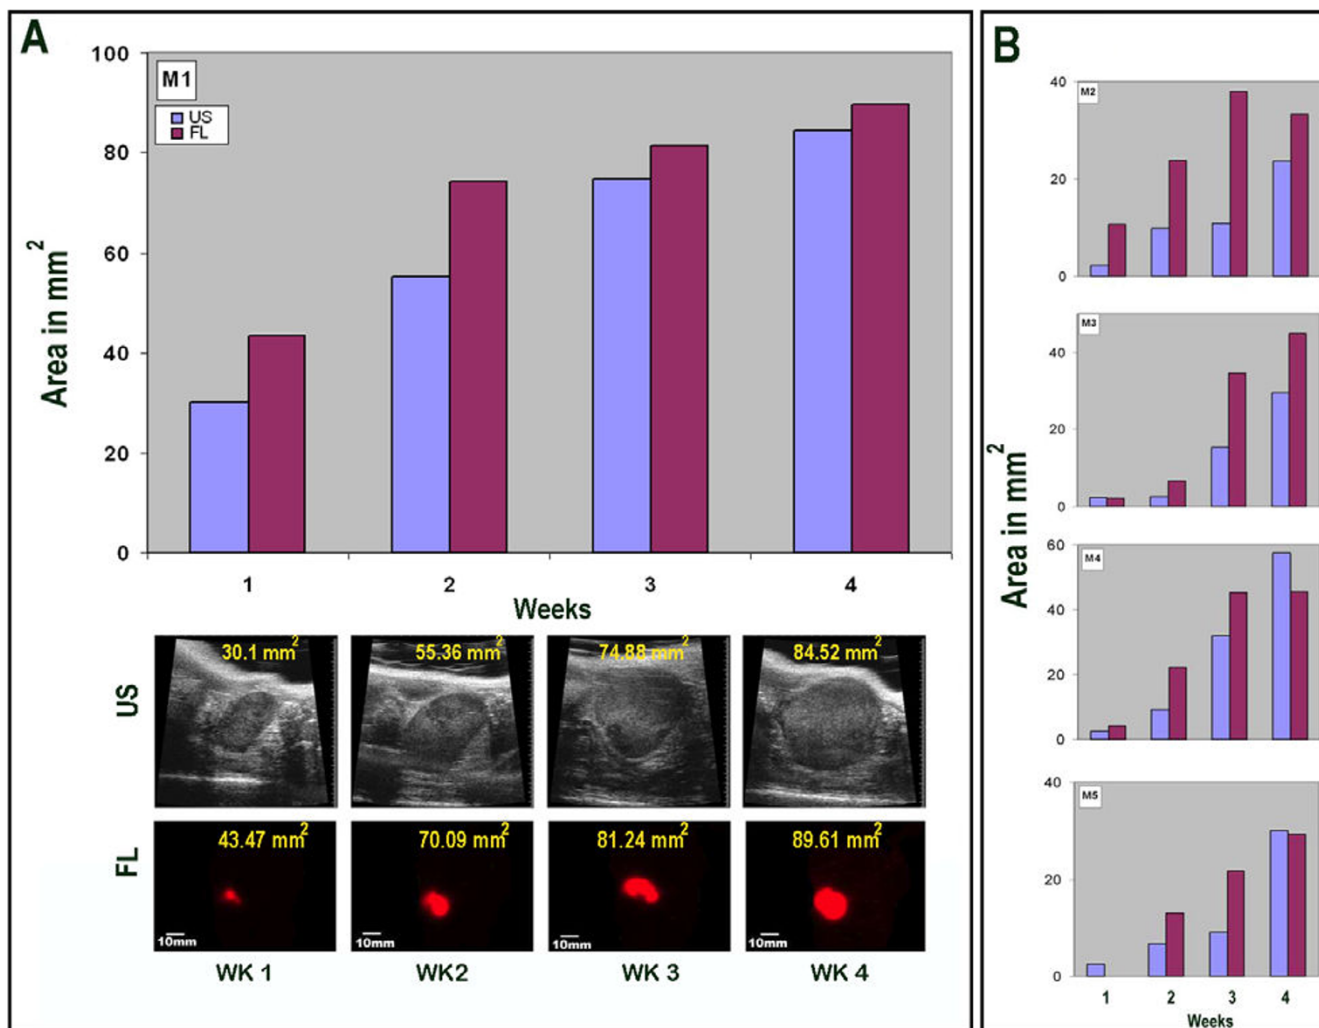 A
M1
US
FL
100
80
60
40
20
0
Area in mm2
1 2 3 4
Weeks
US
30.1 mm2 55.36 mm2 74.88 mm2 84.52 mm2
FL
43.47 mm2 70.09 mm2 81.24 mm2 89.61 mm2
10mm 10mm 10mm 10mm
WK 1 WK2 WK 3 WK 4
B
Area in mm2
M2
40
20
0
M3
40
20
0
M4
60
40
20
0
M5
40
20
0
1 2 3 4
Weeks